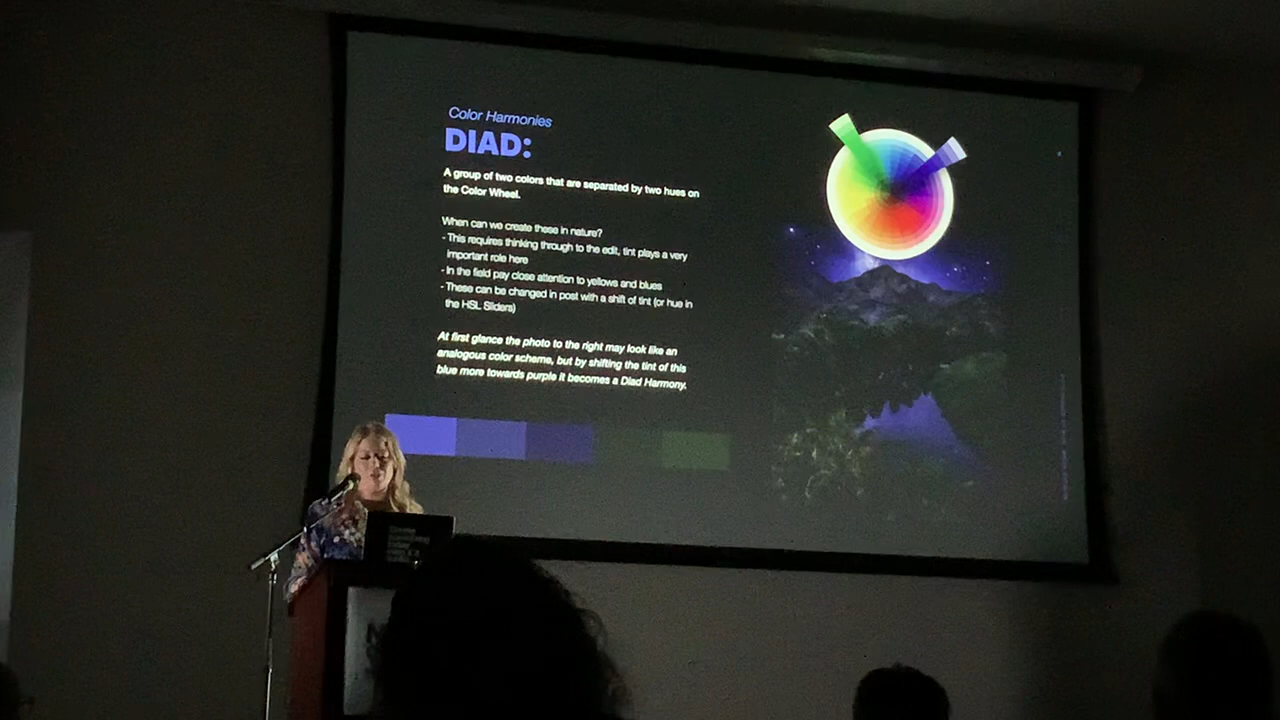 Color Harmonies
DIAD:
A group of two colors that are separated by two hues on
the Color Wheel.
When can we create these in nature?
- This requires thinking through to the edit, tint plays a very
important role here
- In the field pay close attention to yellows and blues
- These can be changed in post with a shift of tint (or hue in
the HSL Sliders)
At first glance the photo to the right may look like an
analogous color scheme, but by shifting the tint of this
blue more towards purple it becomes a Diad Harmony.